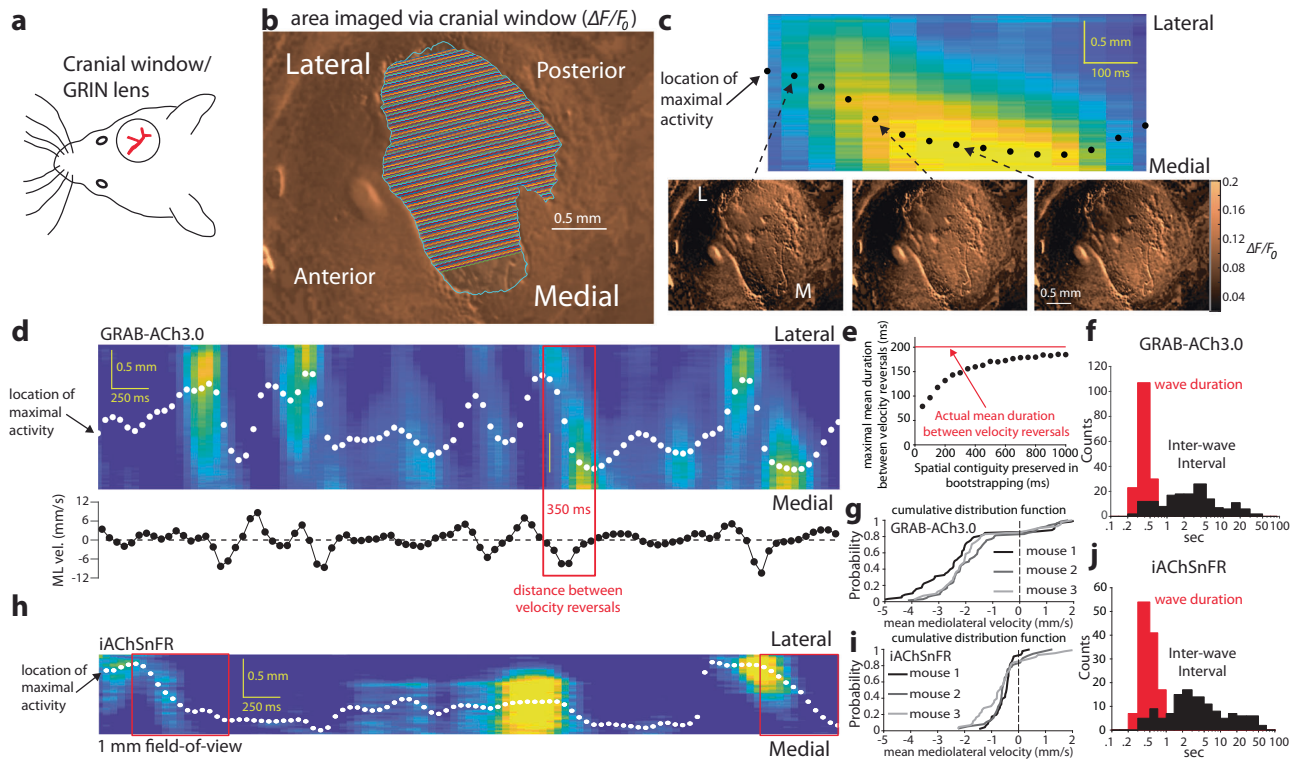 a
Cranial window/
GRIN lens
b area imaged via cranial window (ΔF/F0)
Lateral
Posterior
0.5 mm
Anterior
Medial
c
Lateral
0.5 mm
100 ms
location of
maximal
activity
Medial
L
M
0.5 mm
0.2
0.16
0.12
0.08
0.04
ΔF/F0
d
GRAB-ACh3.0
Lateral
0.5 mm
250 ms
location of
maximal
activity
Medial
350 ms
ML vel. (mm/s)
12
6
0
-6
-12
distance between
velocity reversals
e
maximal mean duration
between velocity reversals (ms)
200
150
100
50
0
Actual mean duration
between velocity reversals
0 200 400 600 800 1000
Spatial contiguity preserved in
bootstrapping (ms)
f
GRAB-ACh3.0
120
100
80
60
40
20
0
Counts
wave duration
Inter-wave
Interval
.2 .5 1 2 5 10 20 50 100
sec
g
cumulative distribution function
GRAB-ACh3.0
1
0.8
0.6
0.4
0.2
0
Probability
mouse 1
mouse 2
mouse 3
-5 -4 -3 -2 -1 0 1 2
mean mediolateral velocity (mm/s)
h
iAChSnFR
Lateral
location of
maximal
activity
0.5 mm
250 ms
1 mm field-of-view
Medial
i
cumulative distribution function
iAChSnFR
1
0.8
0.6
0.4
0.2
0
Probability
mouse 1
mouse 2
mouse 3
-5 -4 -3 -2 -1 0 1 2
mean mediolateral velocity (mm/s)
j
iAChSnFR
60
50
40
30
20
10
0
Counts
wave duration
Inter-wave
Interval
.2 .5 1 2 5 10 20 50 100
sec